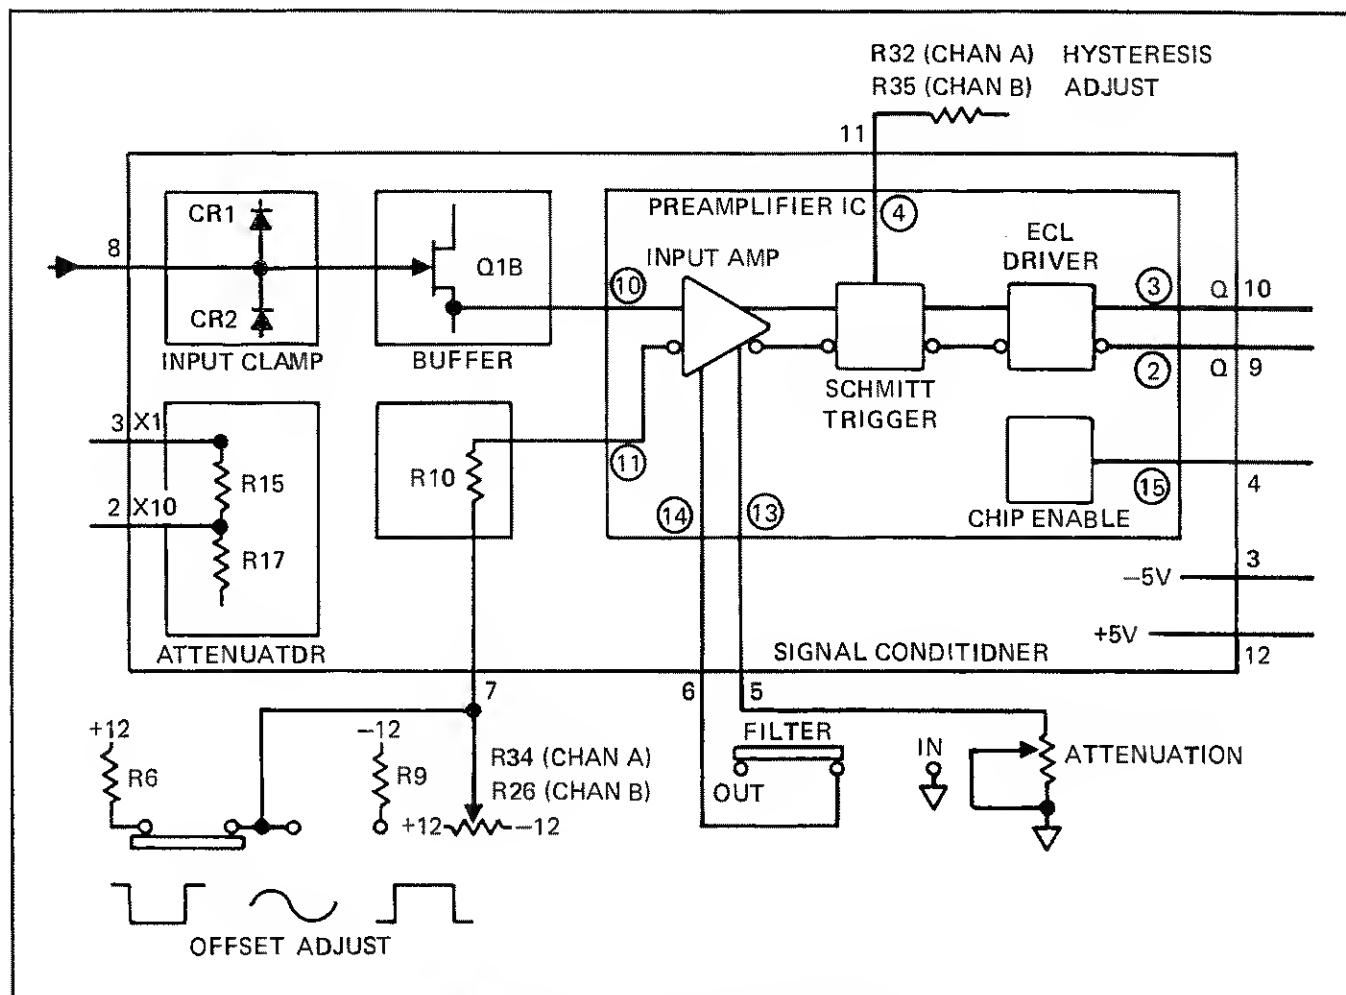 R32 (CHAN A) HYSTERESIS
R35 (CHAN B) ADJUST
11
PREAMPLIFIER IC
4
CR1
CR2
INPUT CLAMP
8
Q1B
BUFFER
10
INPUT AMP
ECL
DRIVER
3
Q 10
2
Q 9
SCHMITT
TRIGGER
3 X1
R15
2 X10
R17
ATTENUATDR
R10
11
14
13
15
4
CHIP ENABLE
3
−5V
+5V
12
SIGNAL CONDITIDNER
7
6
5
+12
R6
−12
R9
R34 (CHAN A)
R26 (CHAN B)
+12
−12
FILTER
OUT
IN
ATTENUATION
OFFSET ADJUST